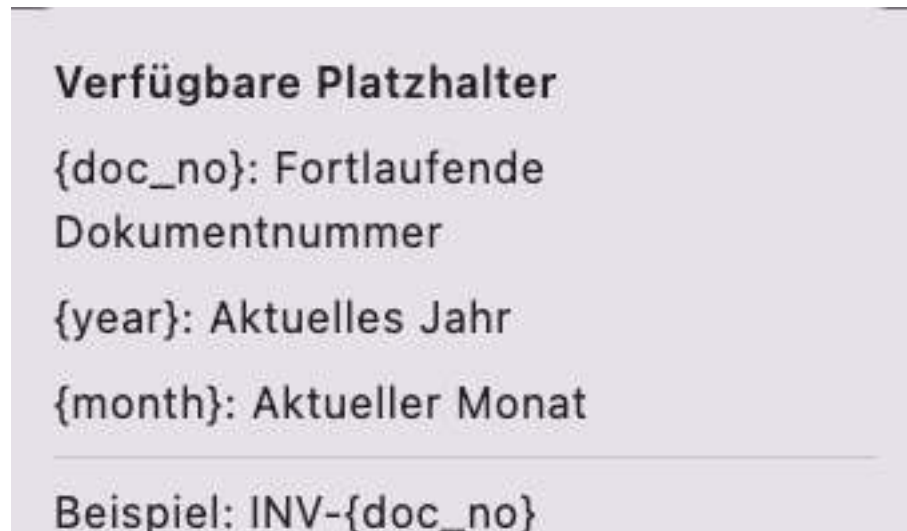 Verfügbare Platzhalter
{doc_no}: Fortlaufende
Dokumentnummer
{year}: Aktuelles Jahr
{month}: Aktueller Monat
Beispiel: INV-{doc_no}